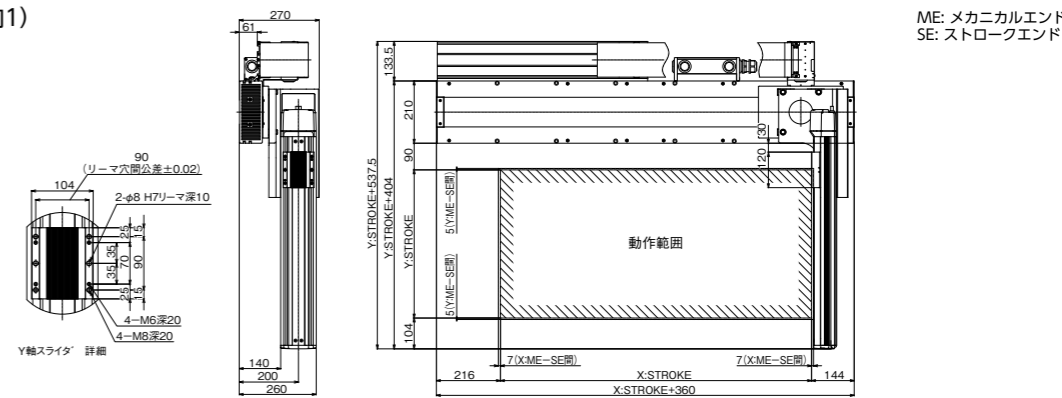 1)
ME: メカニカルエンド
SE: ストロークエンド
270
61
133.5
210
90
Y:STROKE+537.5
Y:STROKE+404
Y:STROKE
5(Y:ME−SE間)
5(Y:ME−SE間)
104
30
120
動作範囲
7(X:ME−SE間)
7(X:ME−SE間)
216
X:STROKE
144
X:STROKE+360
140
200
260
90
(リーマ穴間公差±0.02)
104
2-φ8 H7リーマ深10
25
15
35
70
90
35
25
15
4−M6深20
4−M8深20
Y軸スライダ 詳細